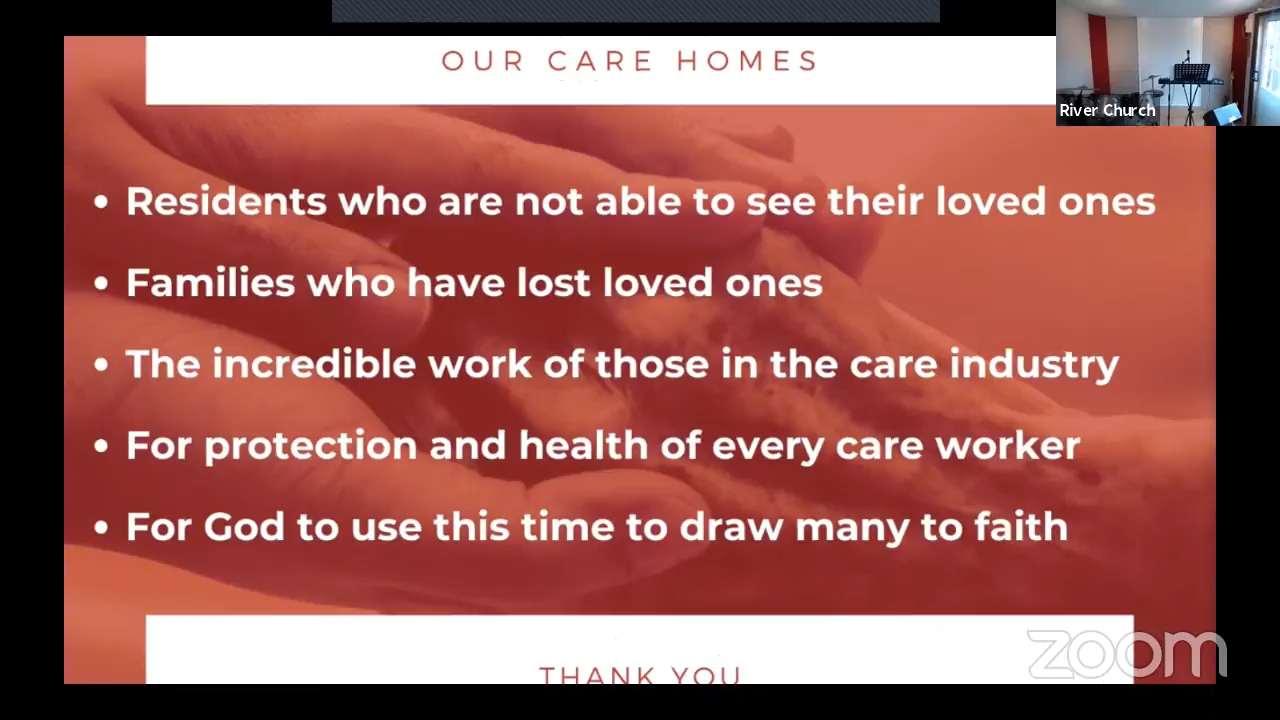 OUR CARE HOMES
River Church
• Residents who are not able to see their loved ones
• Families who have lost loved ones
• The incredible work of those in the care industry
• For protection and health of every care worker
• For God to use this time to draw many to faith
THANK YOU
zoom